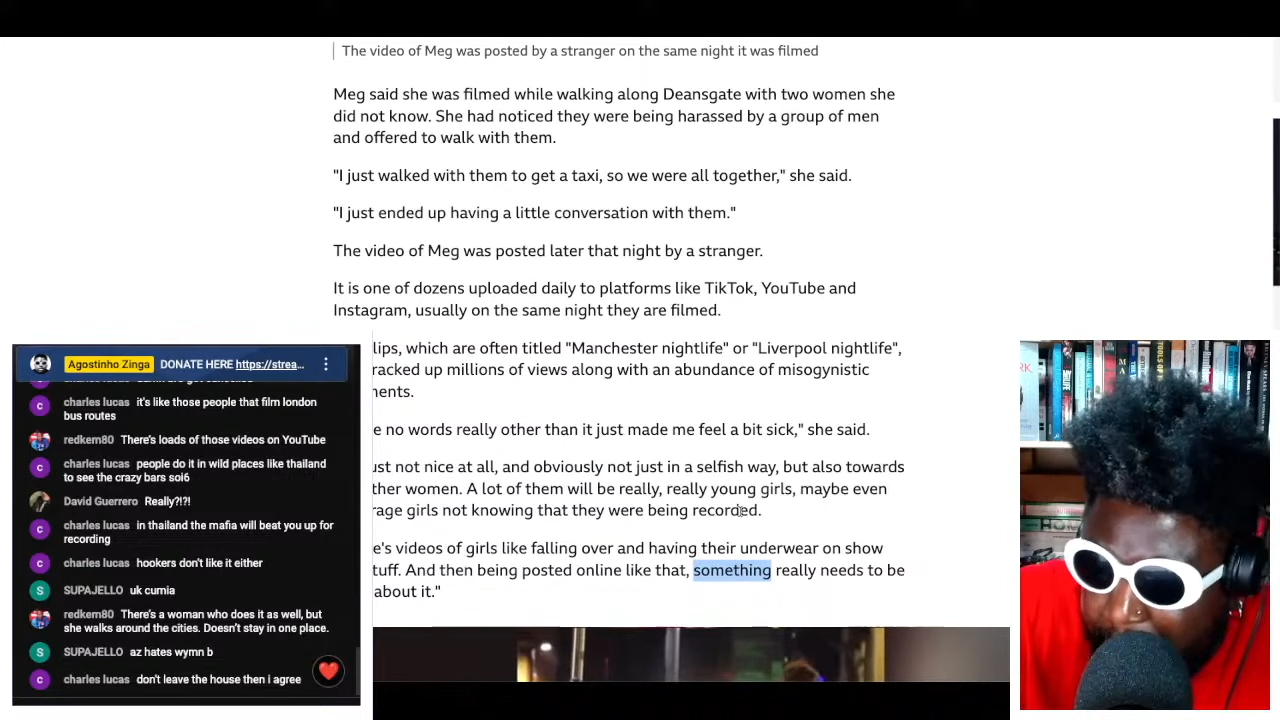 The video of Meg was posted by a stranger on the same night it was filmed
Meg said she was filmed while walking along Deansgate with two women she
did not know. She had noticed they were being harassed by a group of men
and offered to walk with them.
"I just walked with them to get a taxi, so we were all together," she said.
"I just ended up having a little conversation with them."
The video of Meg was posted later that night by a stranger.
It is one of dozens uploaded daily to platforms like TikTok, YouTube and
Instagram, usually on the same night they are filmed.
lips, which are often titled "Manchester nightlife" or "Liverpool nightlife",
racked up millions of views along with an abundance of misogynistic
nents.
e no words really other than it just made me feel a bit sick," she said.
ust not nice at all, and obviously not just in a selfish way, but also towards
ther women. A lot of them will be really, really young girls, maybe even
rage girls not knowing that they were being recorded.
e's videos of girls like falling over and having their underwear on show
tuff. And then being posted online like that, something really needs to be
about it."
Agostinho Zinga DONATE HERE https://strea...
c charles lucas it's like those people that film london
bus routes
redkem80 There's loads of those videos on YouTube
c charles lucas people do it in wild places like thailand
to see the crazy bars soi6
David Guerrero Really?!?!
c charles lucas in thailand the mafia will beat you up for
recording
c charles lucas hookers don't like it either
S SUPAJELLO uk cumia
redkem80 There's a woman who does it as well, but
she walks around the cities. Doesn't stay in one place.
S SUPAJELLO az hates wymn b
c charles lucas don't leave the house then i agree